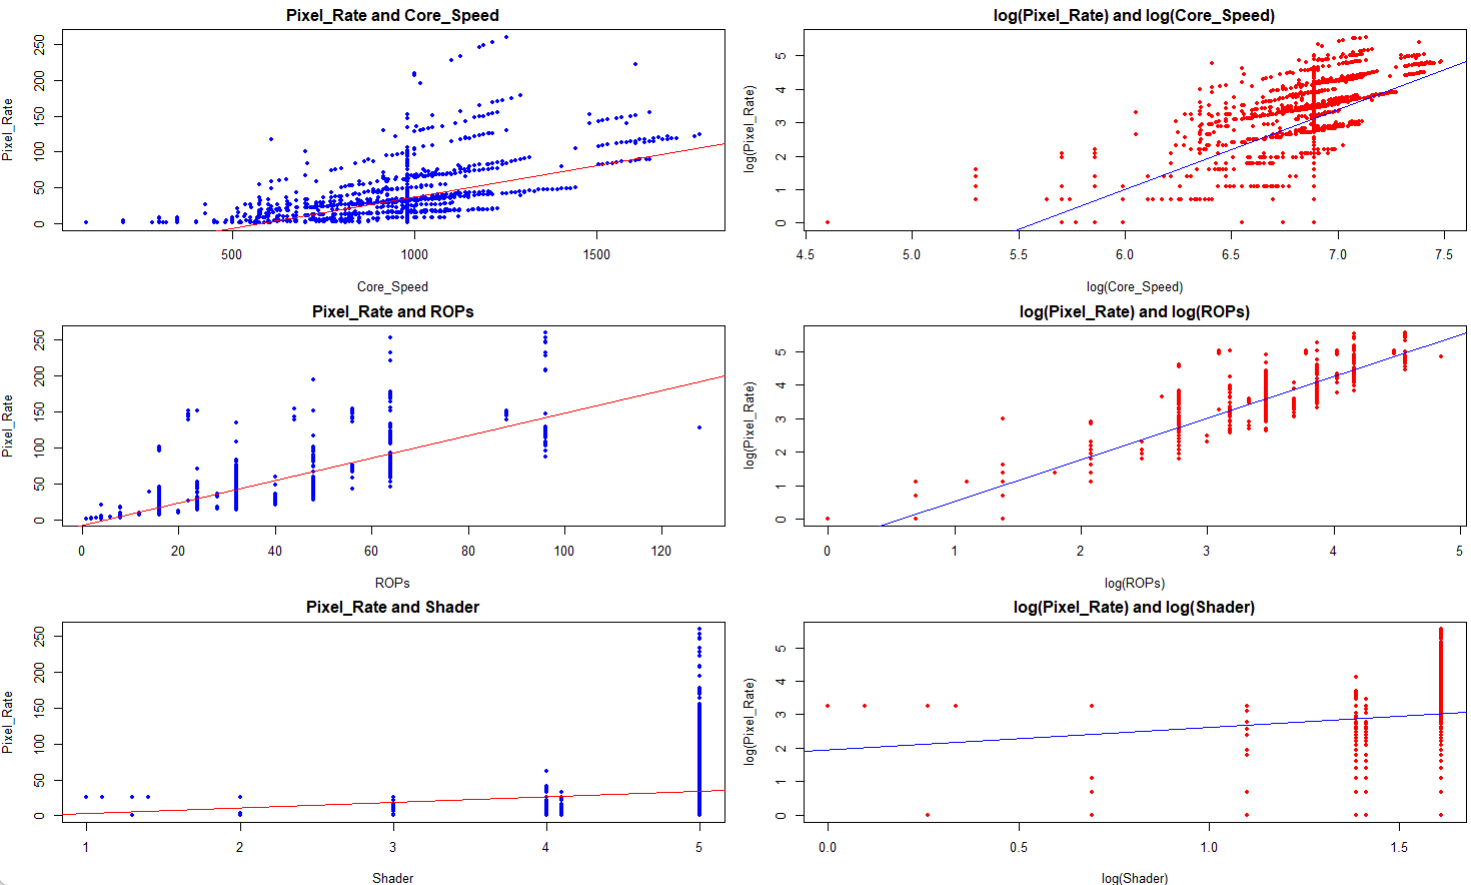 Pixel_Rate and Core_Speed
Pixel_Rate
0 50 100 150 200 250
500 1000 1500
Core_Speed
log(Pixel_Rate) and log(Core_Speed)
log(Pixel_Rate)
0 1 2 3 4 5
4.5 5.0 5.5 6.0 6.5 7.0 7.5
log(Core_Speed)
Pixel_Rate and ROPs
Pixel_Rate
0 50 100 150 200 250
0 20 40 60 80 100 120
ROPs
log(Pixel_Rate) and log(ROPs)
log(Pixel_Rate)
0 1 2 3 4 5
0 1 2 3 4 5
log(ROPs)
Pixel_Rate and Shader
Pixel_Rate
0 50 100 150 200 250
1 2 3 4 5
Shader
log(Pixel_Rate) and log(Shader)
log(Pixel_Rate)
0 1 2 3 4 5
0.0 0.5 1.0 1.5
log(Shader)